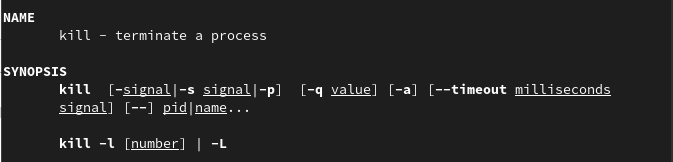 NAME
kill - terminate a process
SYNOPSIS
kill [-signal|-s signal|-p] [-q value] [-a] [--timeout milliseconds
signal] [--] pid|name...
kill -l [number] | -L